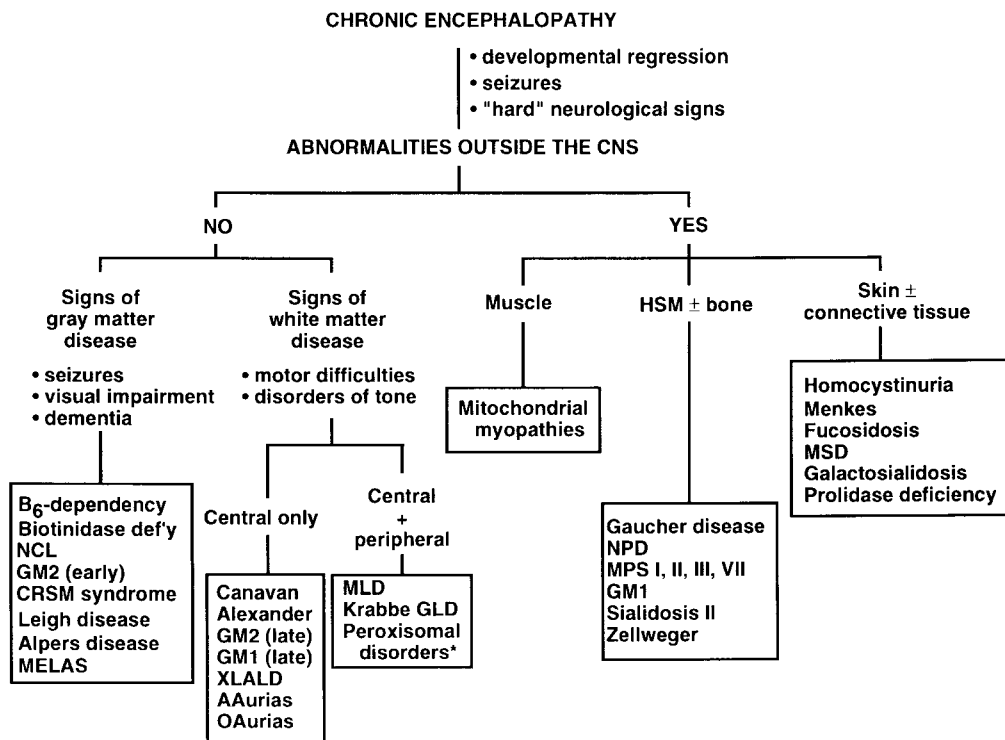 CHRONIC ENCEPHALOPATHY
• developmental regression
• seizures
• "hard" neurological signs
ABNORMALITIES OUTSIDE THE CNS
NO
YES
Signs of
gray matter
disease
• seizures
• visual impairment
• dementia
B6-dependency
Biotinidase def'y
NCL
GM2 (early)
CRSM syndrome
Leigh disease
Alpers disease
MELAS
Signs of
white matter
disease
• motor difficulties
• disorders of tone
Central only
Canavan
Alexander
GM2 (late)
GM1 (late)
XLALD
AAurias
OAurias
Central
+
peripheral
MLD
Krabbe GLD
Peroxisomal
disorders*
Muscle
Mitochondrial
myopathies
HSM ± bone
Gaucher disease
NPD
MPS I, II, III, VII
GM1
Sialidosis II
Zellweger
Skin ±
connective tissue
Homocystinuria
Menkes
Fucosidosis
MSD
Galactosialidosis
Prolidase deficiency